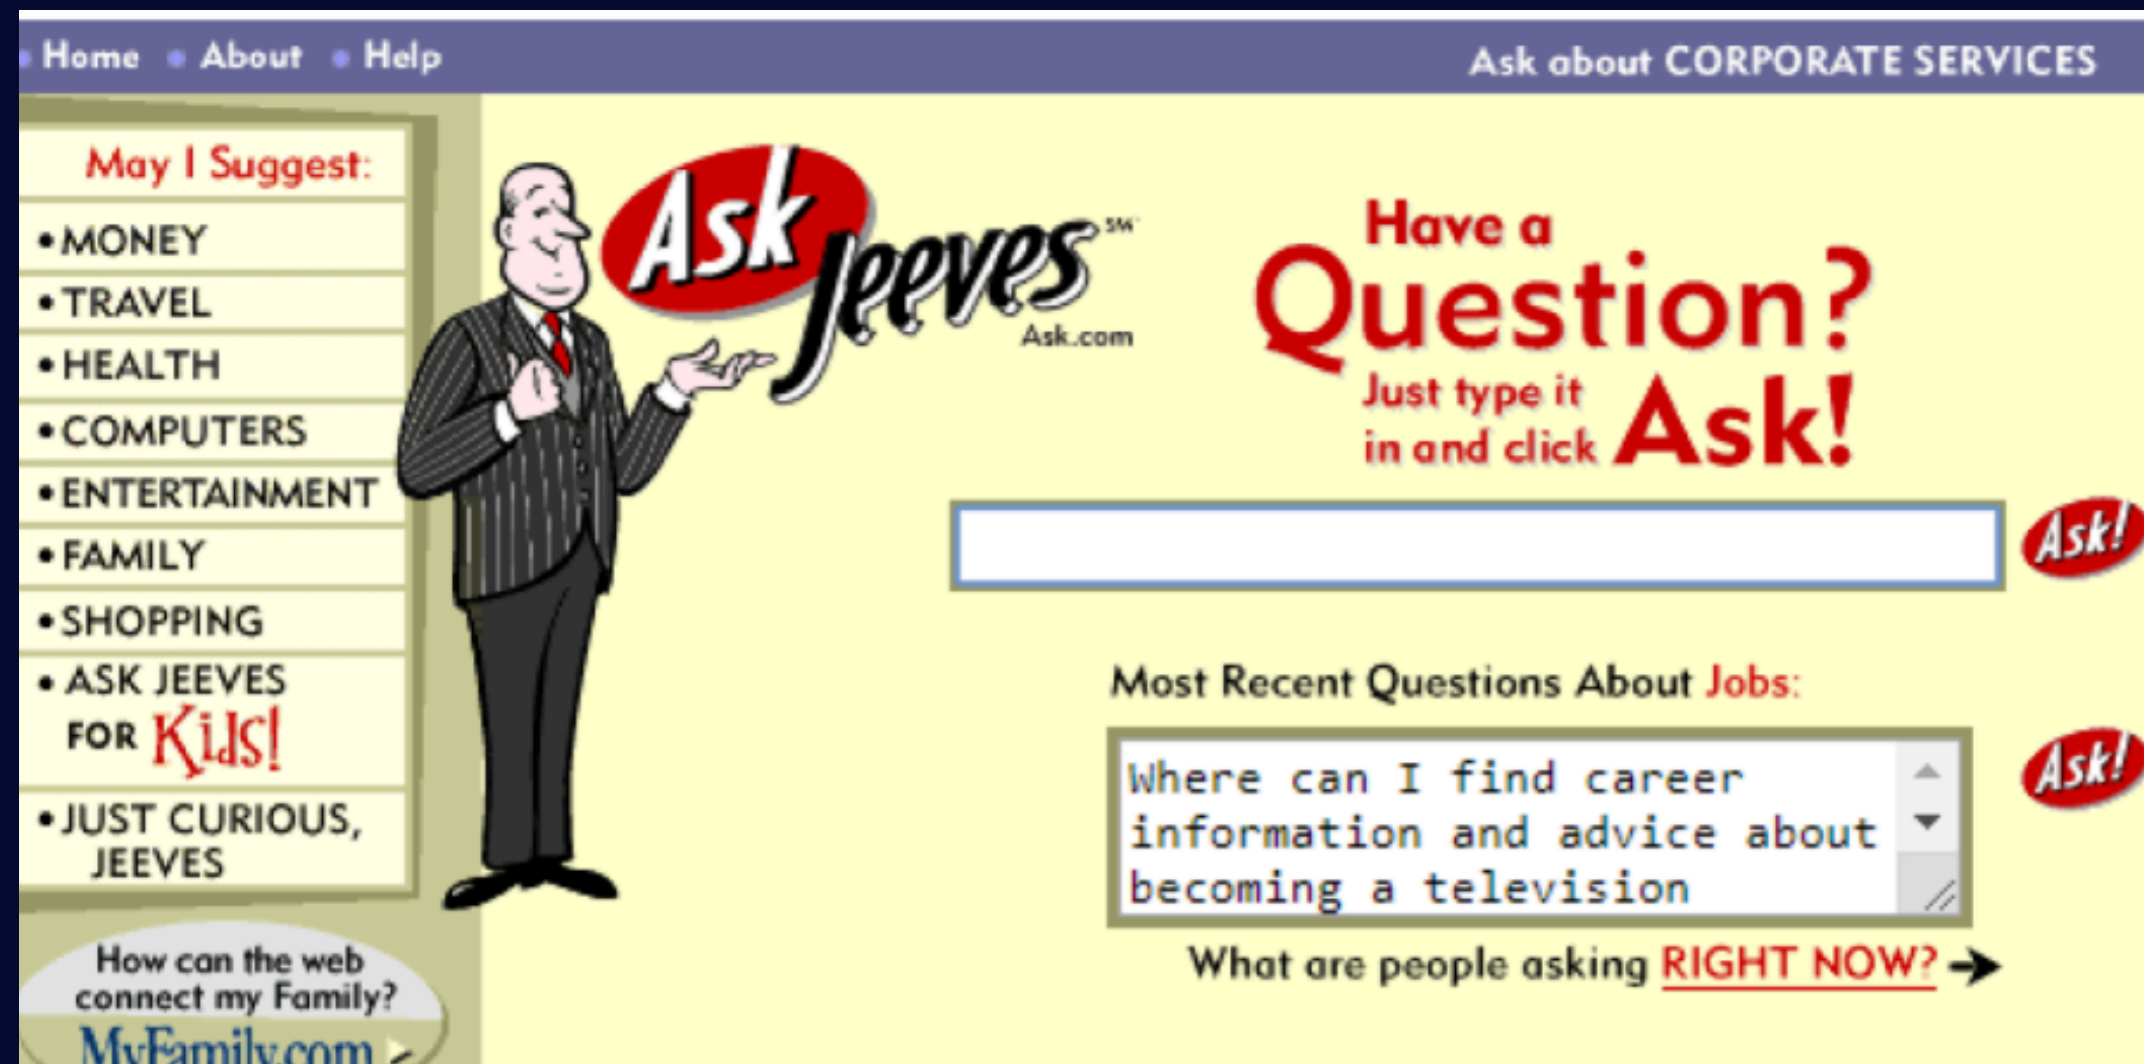 Home About Help
Ask about CORPORATE SERVICES
May I Suggest:
•MONEY
•TRAVEL
•HEALTH
•COMPUTERS
•ENTERTAINMENT
•FAMILY
•SHOPPING
•ASK JEEVES
FOR Kids!
•JUST CURIOUS,
JEEVES
How can the web
connect my Family?
MyFamily.com
Ask
Jeeves SM
Ask.com
Have a
Question?
Just type it
in and click Ask!
Ask!
Most Recent Questions About Jobs:
Where can I find career
information and advice about
becoming a television
Ask!
What are people asking RIGHT NOW?